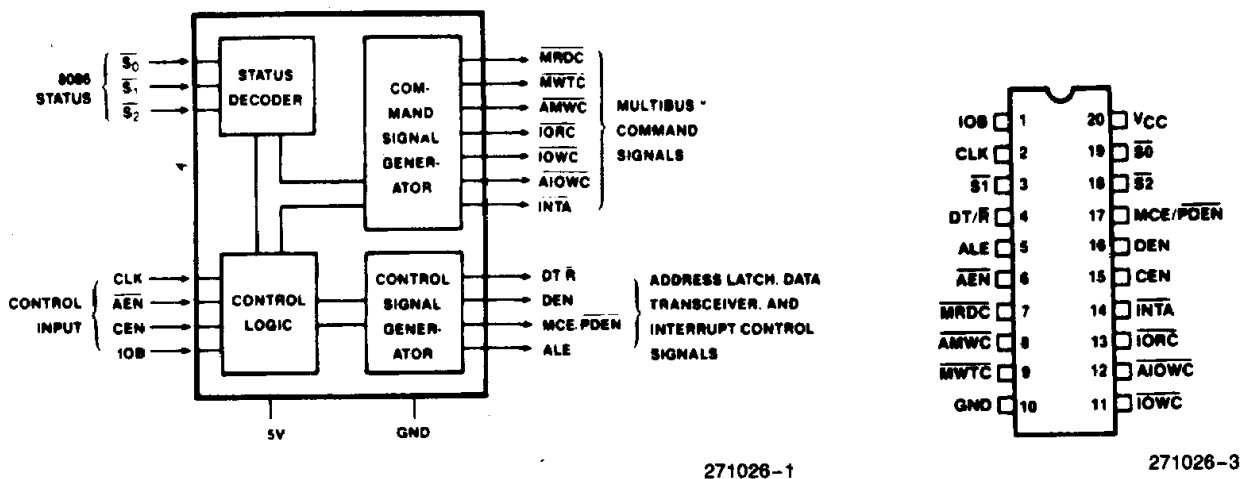 8086
STATUS
S̅0̅
S̅1̅
S̅2̅
STATUS
DECODER
COM-
MAND
SIGNAL
GENER-
ATOR
M̅R̅D̅C̅
M̅W̅T̅C̅
A̅M̅W̅C̅
I̅O̅R̅C̅
I̅O̅W̅C̅
A̅I̅O̅W̅C̅
I̅N̅T̅A̅
MULTIBUS
COMMAND
SIGNALS
CONTROL
INPUT
CLK
A̅E̅N̅
CEN
IOB
CONTROL
LOGIC
CONTROL
SIGNAL
GENER-
ATOR
DT R̅
DEN
MCE. P̅D̅E̅N̅
ALE
ADDRESS LATCH. DATA
TRANSCEIVER. AND
INTERRUPT CONTROL
SIGNALS
5V
GND
271026-1
IOB 1 20 VCC
CLK 2 19 S̅0̅
S̅1̅ 3 18 S̅2̅
DT/R̅ 4 17 MCE/P̅D̅E̅N̅
ALE 5 16 DEN
A̅E̅N̅ 6 15 CEN
M̅R̅D̅C̅ 7 14 I̅N̅T̅A̅
A̅M̅W̅C̅ 8 13 I̅O̅R̅C̅
M̅W̅T̅C̅ 9 12 A̅I̅O̅W̅C̅
GND 10 11 I̅O̅W̅C̅
271026-3